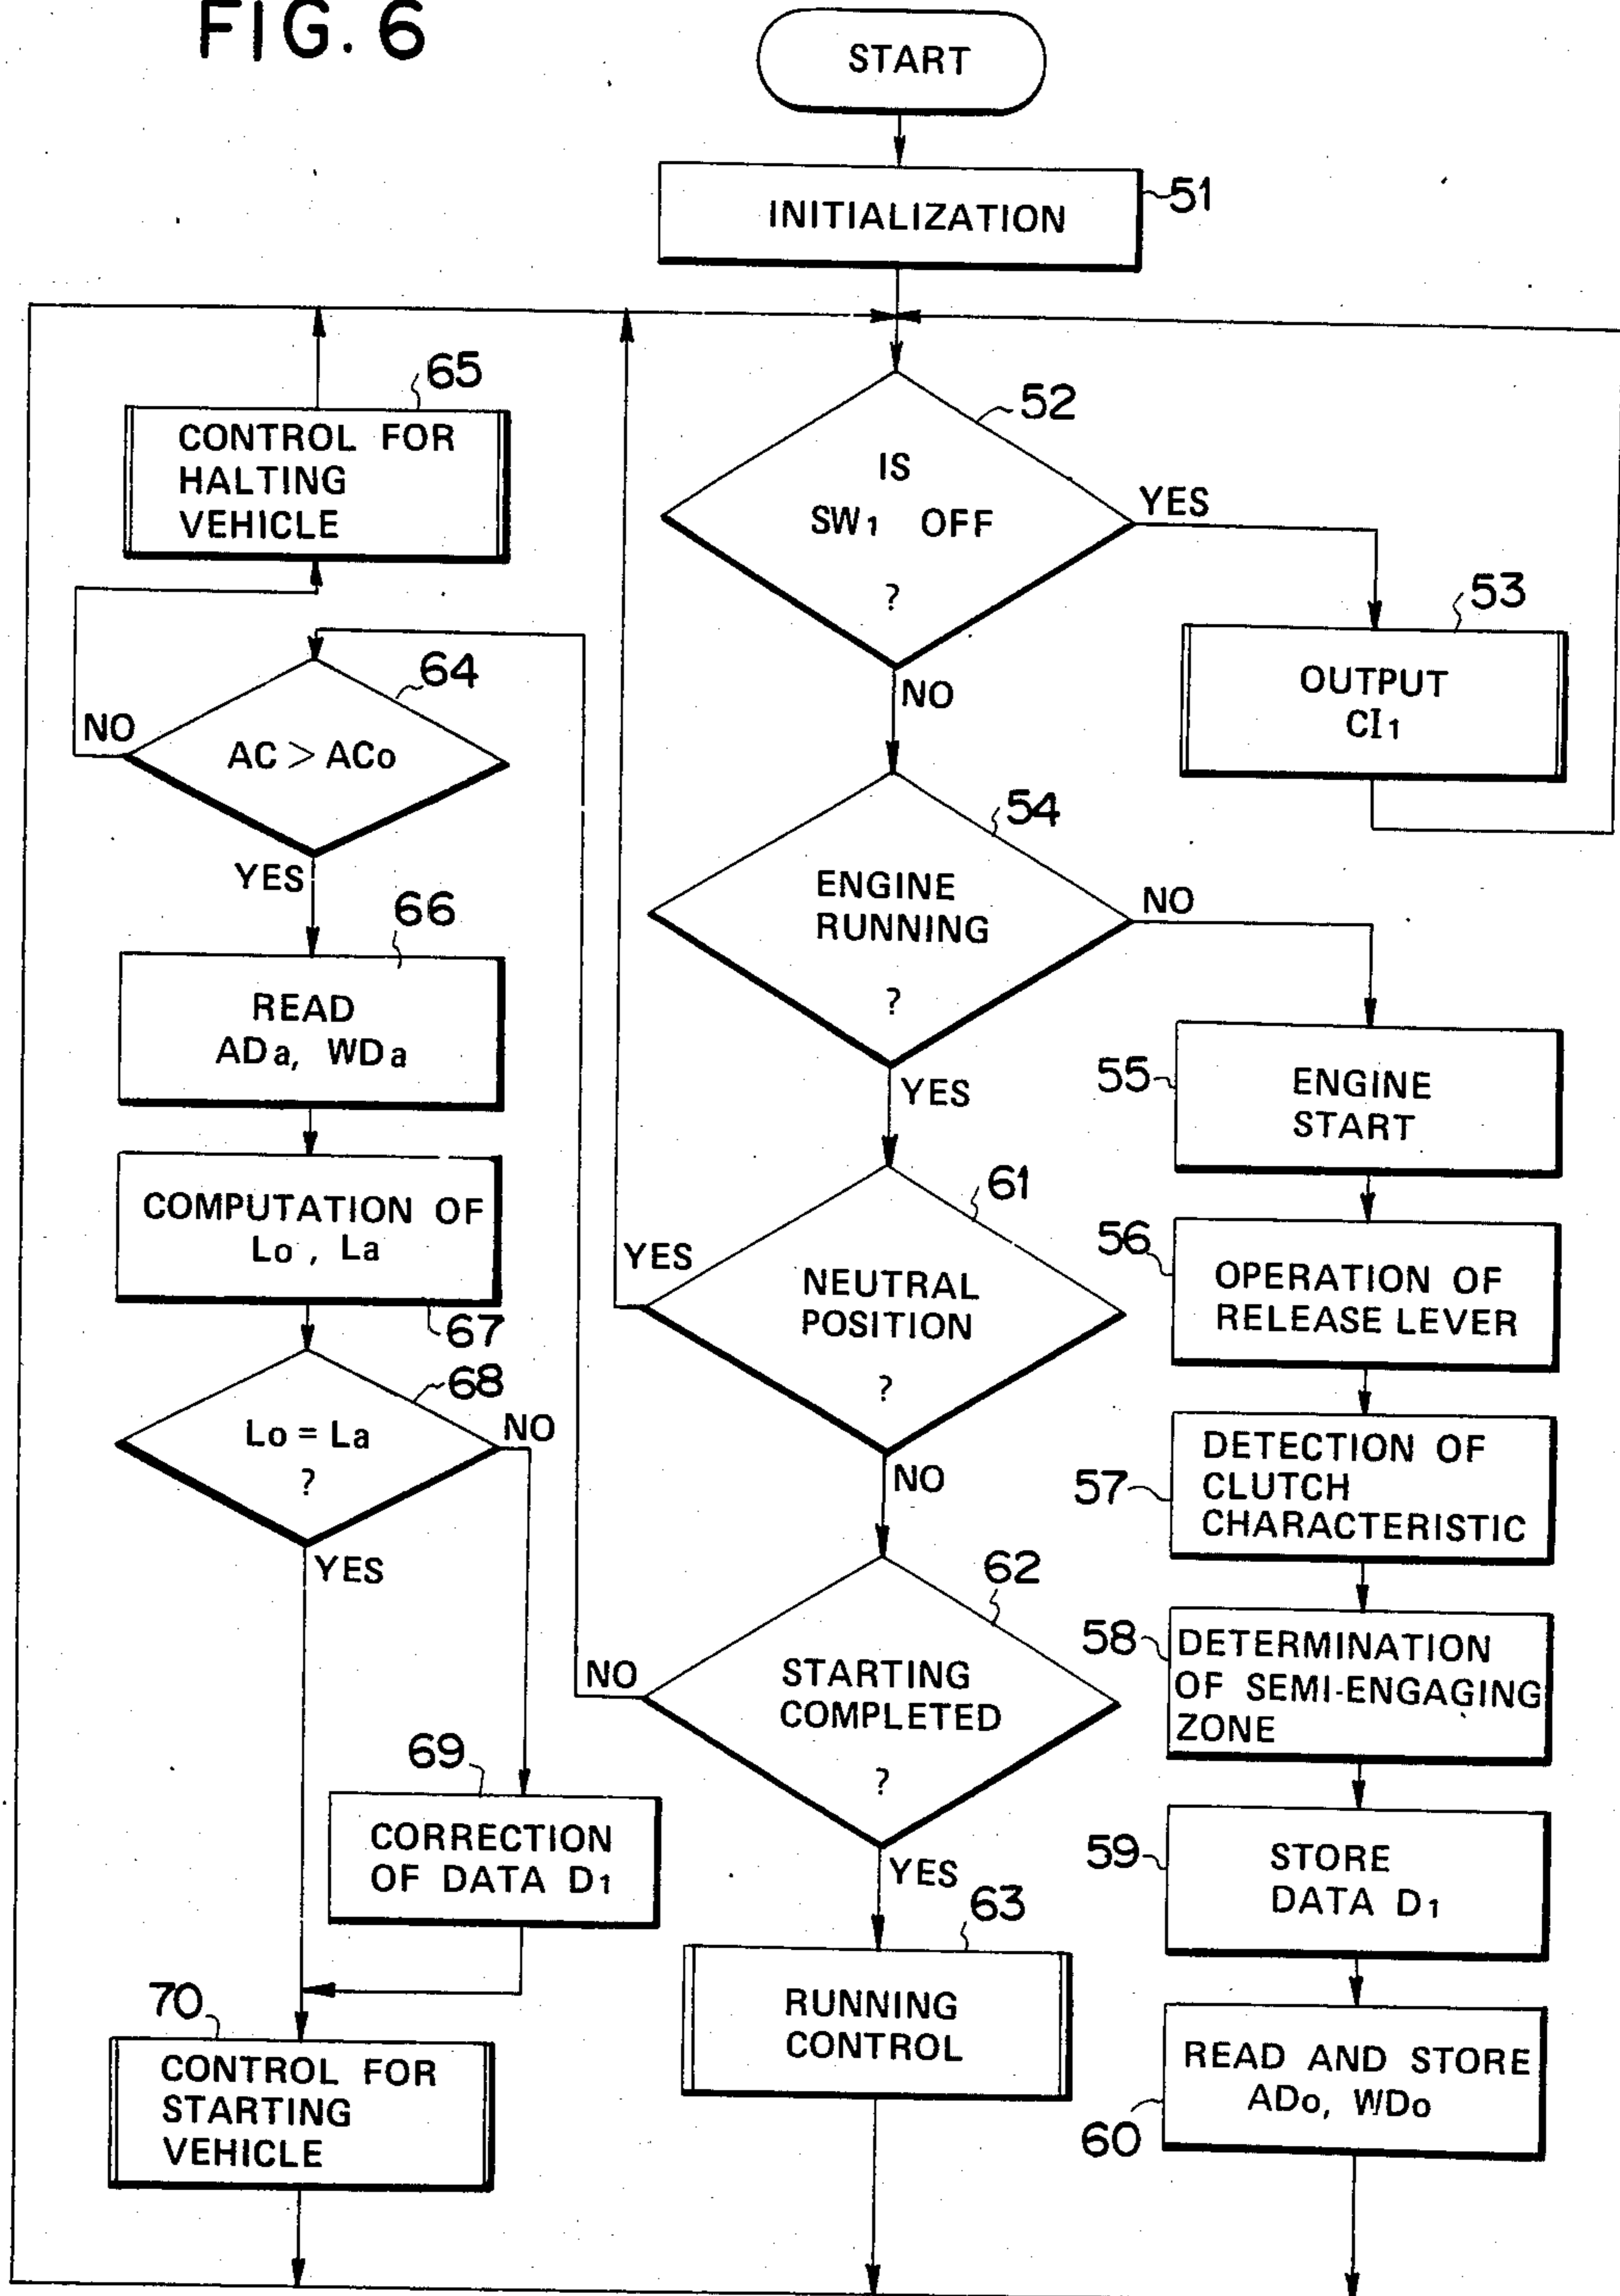 FIG. 6
START
INITIALIZATION
51
52
IS
SW1 OFF
?
YES
NO
53
OUTPUT
CI1
54
ENGINE
RUNNING
?
NO
YES
55
ENGINE
START
56
OPERATION OF
RELEASE LEVER
57
DETECTION OF
CLUTCH
CHARACTERISTIC
58
DETERMINATION
OF SEMI-ENGAGING
ZONE
59
STORE
DATA D1
60
READ AND STORE
ADo, WDo
61
NEUTRAL
POSITION
?
YES
NO
62
STARTING
COMPLETED
?
NO
YES
63
RUNNING
CONTROL
64
AC > ACo
NO
YES
65
CONTROL FOR
HALTING
VEHICLE
66
READ
ADa, WDa
COMPUTATION OF
Lo , La
67
68
Lo = La
?
NO
YES
69
CORRECTION
OF DATA D1
70
CONTROL FOR
STARTING
VEHICLE